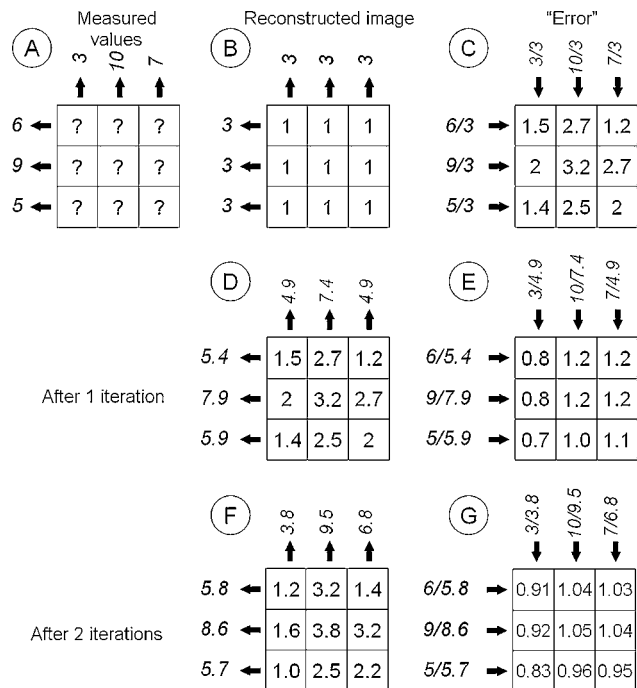 Measured values
Reconstructed image
"Error"
A
3 10 7
B
3 3 3
C
3/3 10/3 7/3
6 ? ? ?
3 1 1 1
6/3 1.5 2.7 1.2
9 ? ? ?
3 1 1 1
9/3 2 3.2 2.7
5 ? ? ?
3 1 1 1
5/3 1.4 2.5 2
D
4.9 7.4 4.9
E
3/4.9 10/7.4 7/4.9
5.4 1.5 2.7 1.2
6/5.4 0.8 1.2 1.2
After 1 iteration
7.9 2 3.2 2.7
9/7.9 0.8 1.2 1.2
5.9 1.4 2.5 2
5/5.9 0.7 1.0 1.1
F
3.8 9.5 6.8
G
3/3.8 10/9.5 7/6.8
5.8 1.2 3.2 1.4
6/5.8 0.91 1.04 1.03
After 2 iterations
8.6 1.6 3.8 3.2
9/8.6 0.92 1.05 1.04
5.7 1.0 2.5 2.2
5/5.7 0.83 0.96 0.95